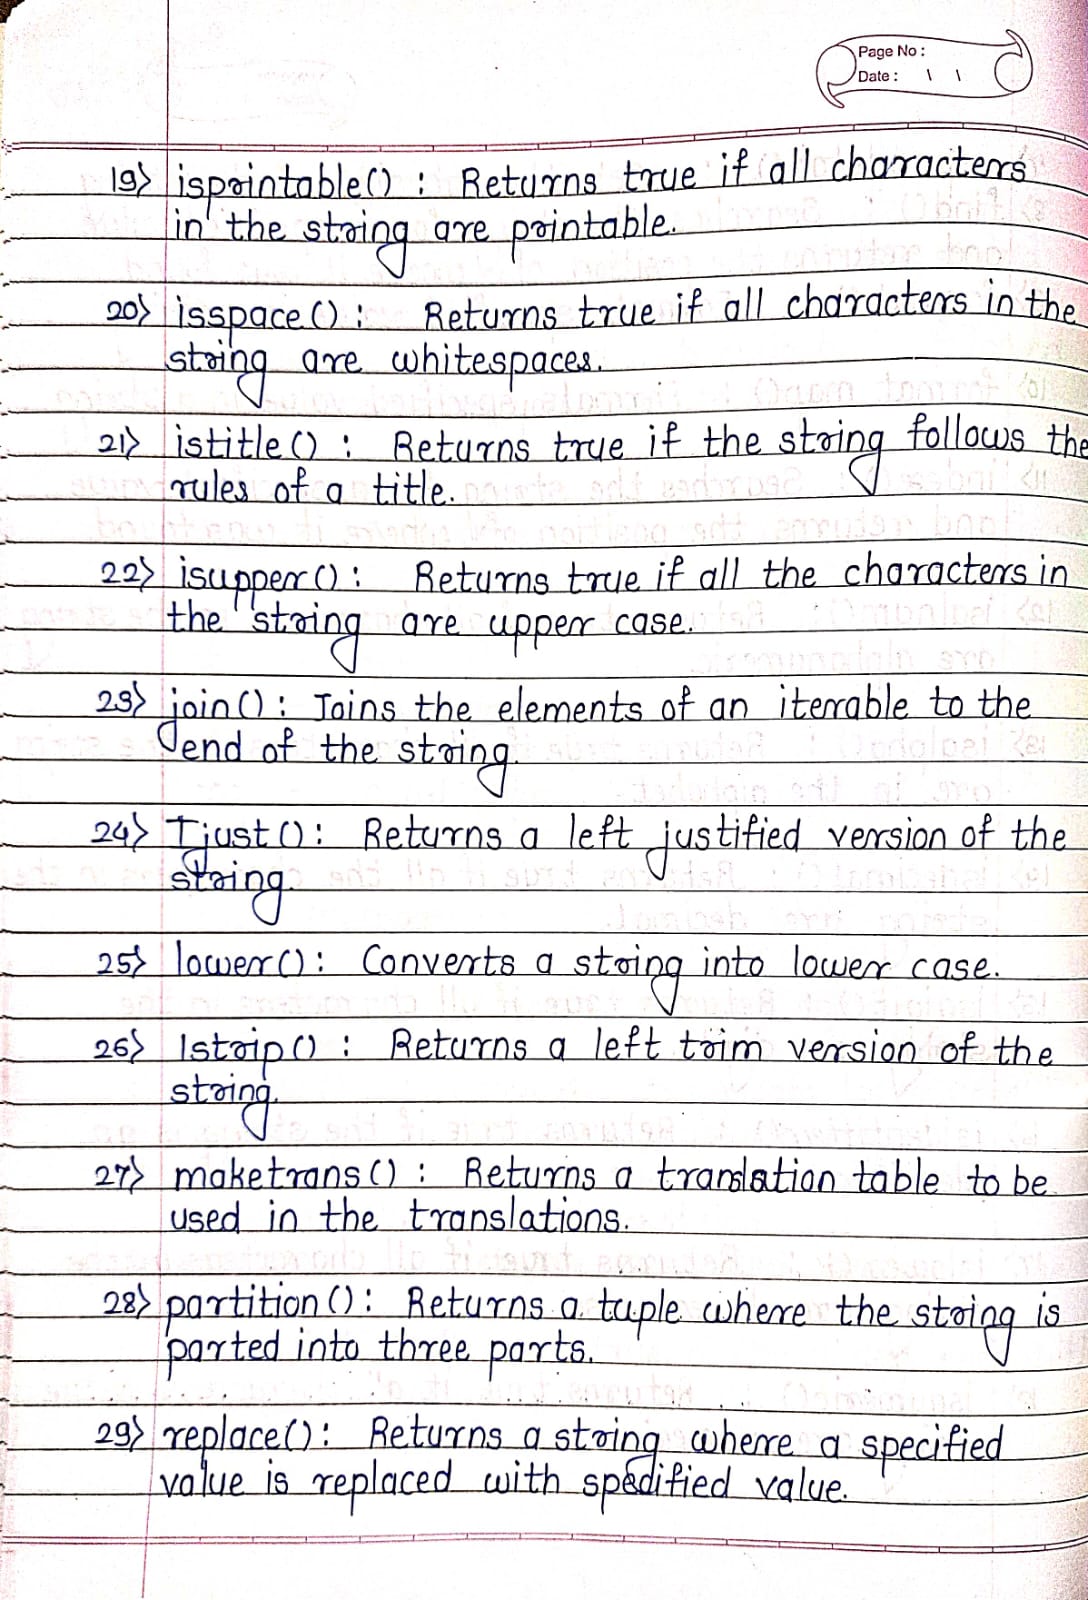 Page No :
Date : \ \
19> isprintable() : Returns true if all characters
in the string are printable.
20> isspace() : Returns true if all characters in the
string are whitespaces.
21> istitle() : Returns true if the string follows the
rules of a title.
22> isupper() : Returns true if all the characters in
the string are upper case.
23> join() : Joins the elements of an iterable to the
end of the string.
24> Tjust() : Returns a left justified version of the
string.
25> lower() : Converts a string into lower case.
26> lstrip() : Returns a left trim version of the
string.
27> maketrans() : Returns a translation table to be
used in the translations.
28> partition() : Returns a tuple where the string is
parted into three parts.
29> replace() : Returns a string where a specified
value is replaced with spedified value.